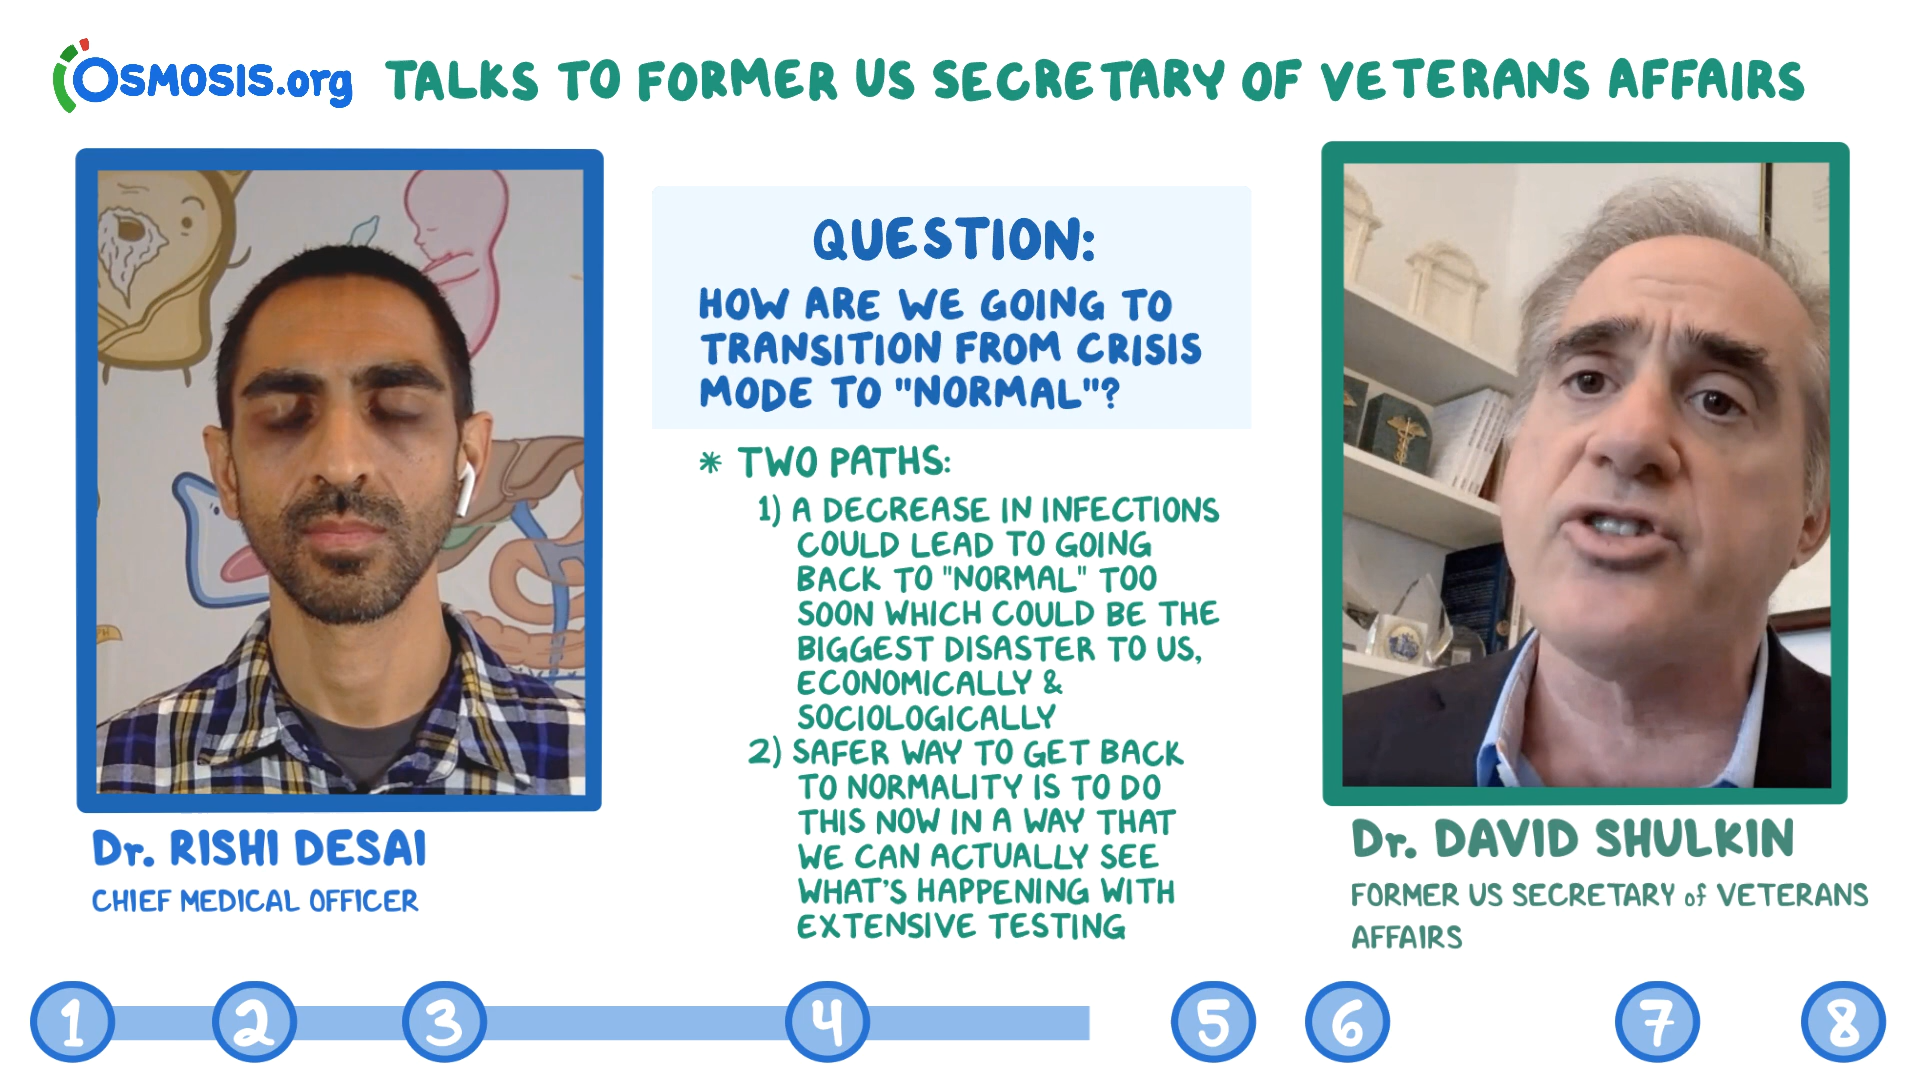 OSMOSIS.org TALKS TO FORMER US SECRETARY OF VETERANS AFFAIRS
QUESTION:
HOW ARE WE GOING TO
TRANSITION FROM CRISIS
MODE TO "NORMAL"?
* TWO PATHS:
1) A DECREASE IN INFECTIONS
COULD LEAD TO GOING
BACK TO "NORMAL" TOO
SOON WHICH COULD BE THE
BIGGEST DISASTER TO US,
ECONOMICALLY &
SOCIOLOGICALLY
2) SAFER WAY TO GET BACK
TO NORMALITY IS TO DO
THIS NOW IN A WAY THAT
WE CAN ACTUALLY SEE
WHAT'S HAPPENING WITH
EXTENSIVE TESTING
Dr. RISHI DESAI
CHIEF MEDICAL OFFICER
Dr. DAVID SHULKIN
FORMER US SECRETARY of VETERANS
AFFAIRS
1 2 3 4 5 6 7 8